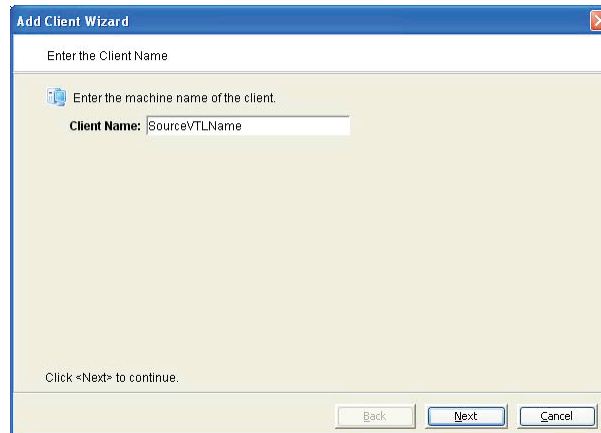 Add Client Wizard
Enter the Client Name
Enter the machine name of the client.
Client Name: SourceVTLName
Click <Next> to continue.
Back Next Cancel